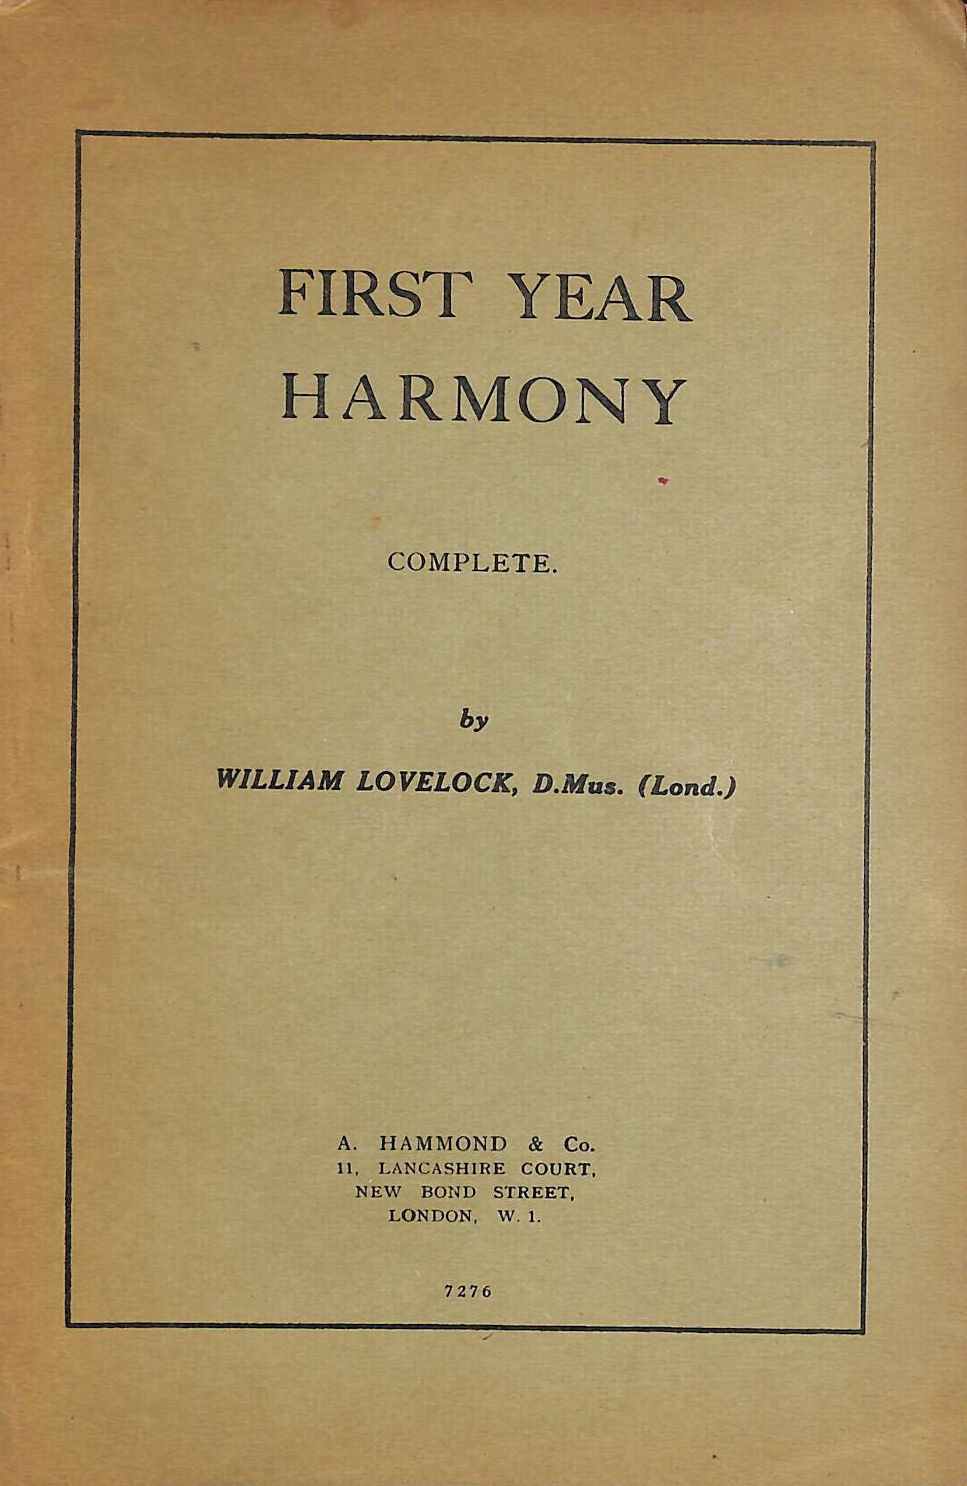 FIRST YEAR
HARMONY
COMPLETE.
by
WILLIAM LOVELOCK, D.Mus. (Lond.)
A. HAMMOND & Co.
11, LANCASHIRE COURT,
NEW BOND STREET,
LONDON, W. 1.
7276